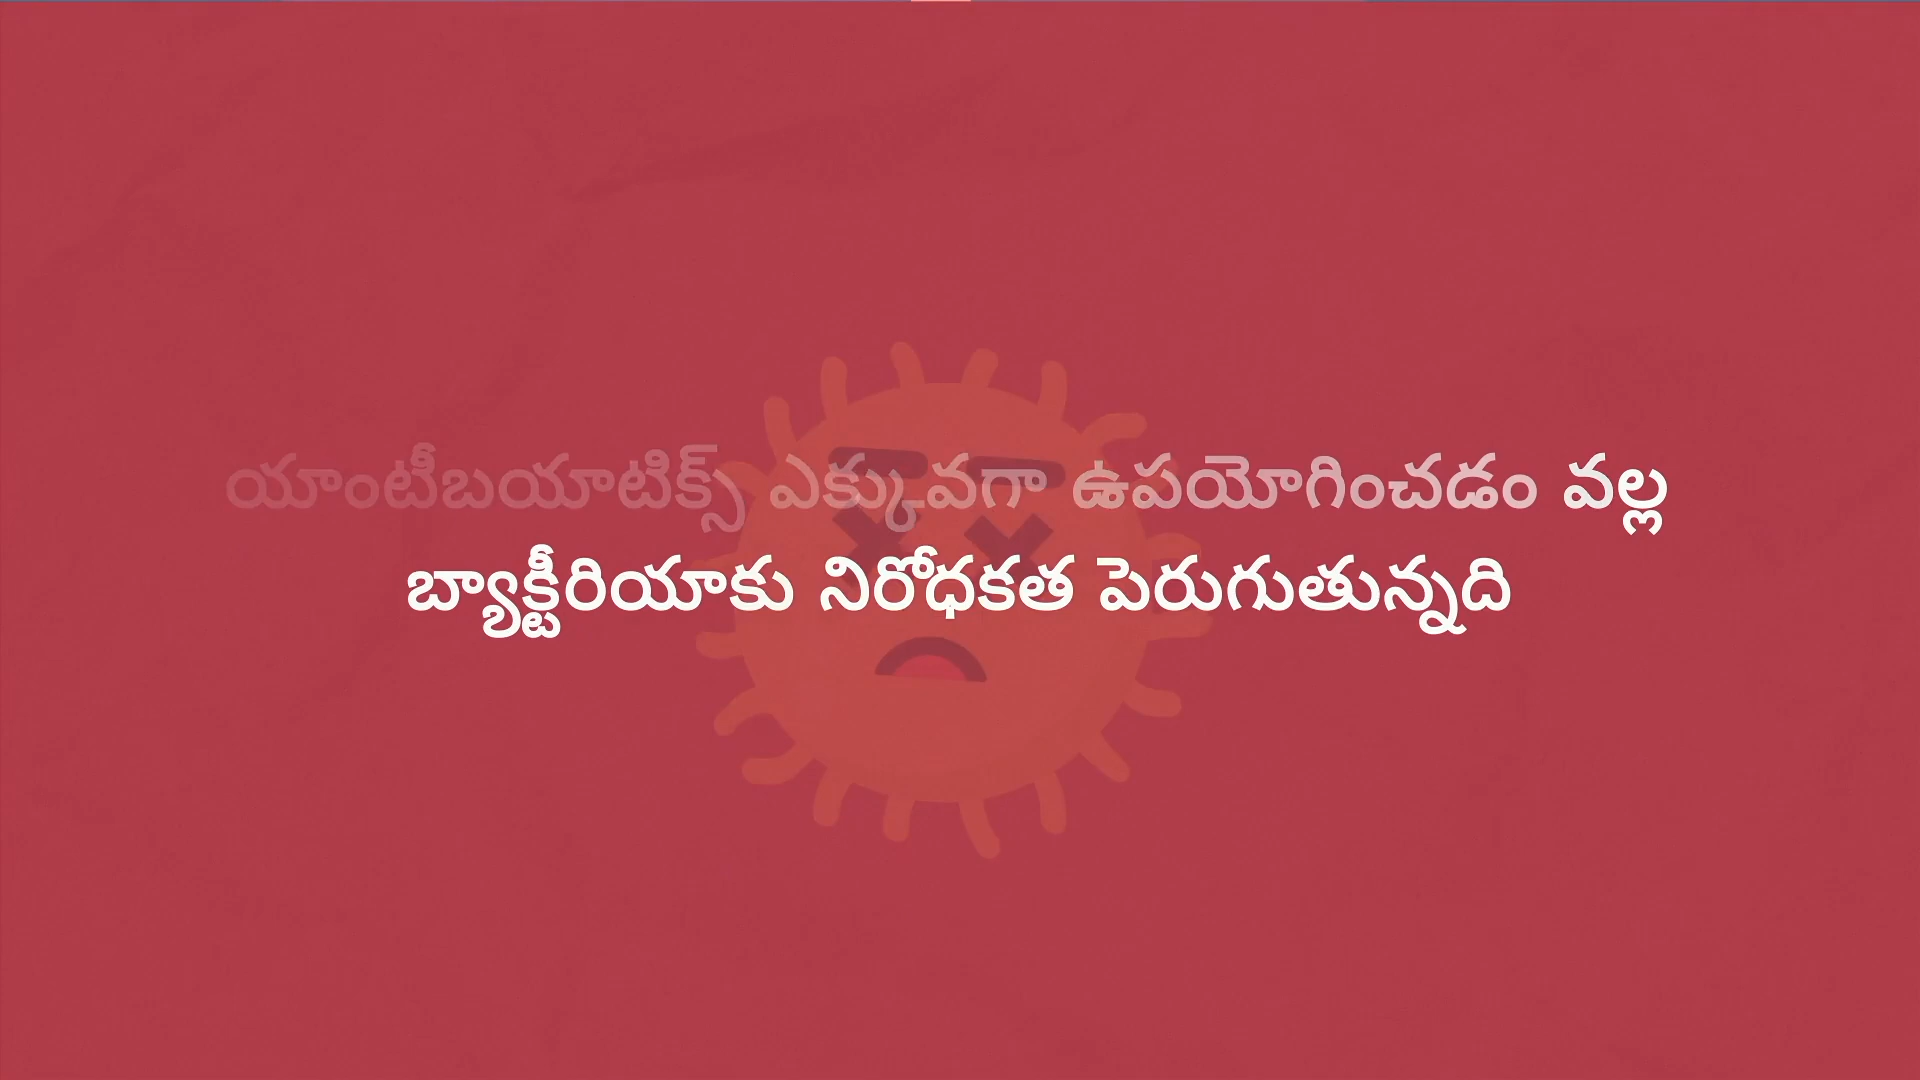 యాంటీబయాటిక్స్ ఎక్కువగా ఉపయోగించడం వల్ల
బ్యాక్టీరియాకు నిరోధకత పెరుగుతున్నది